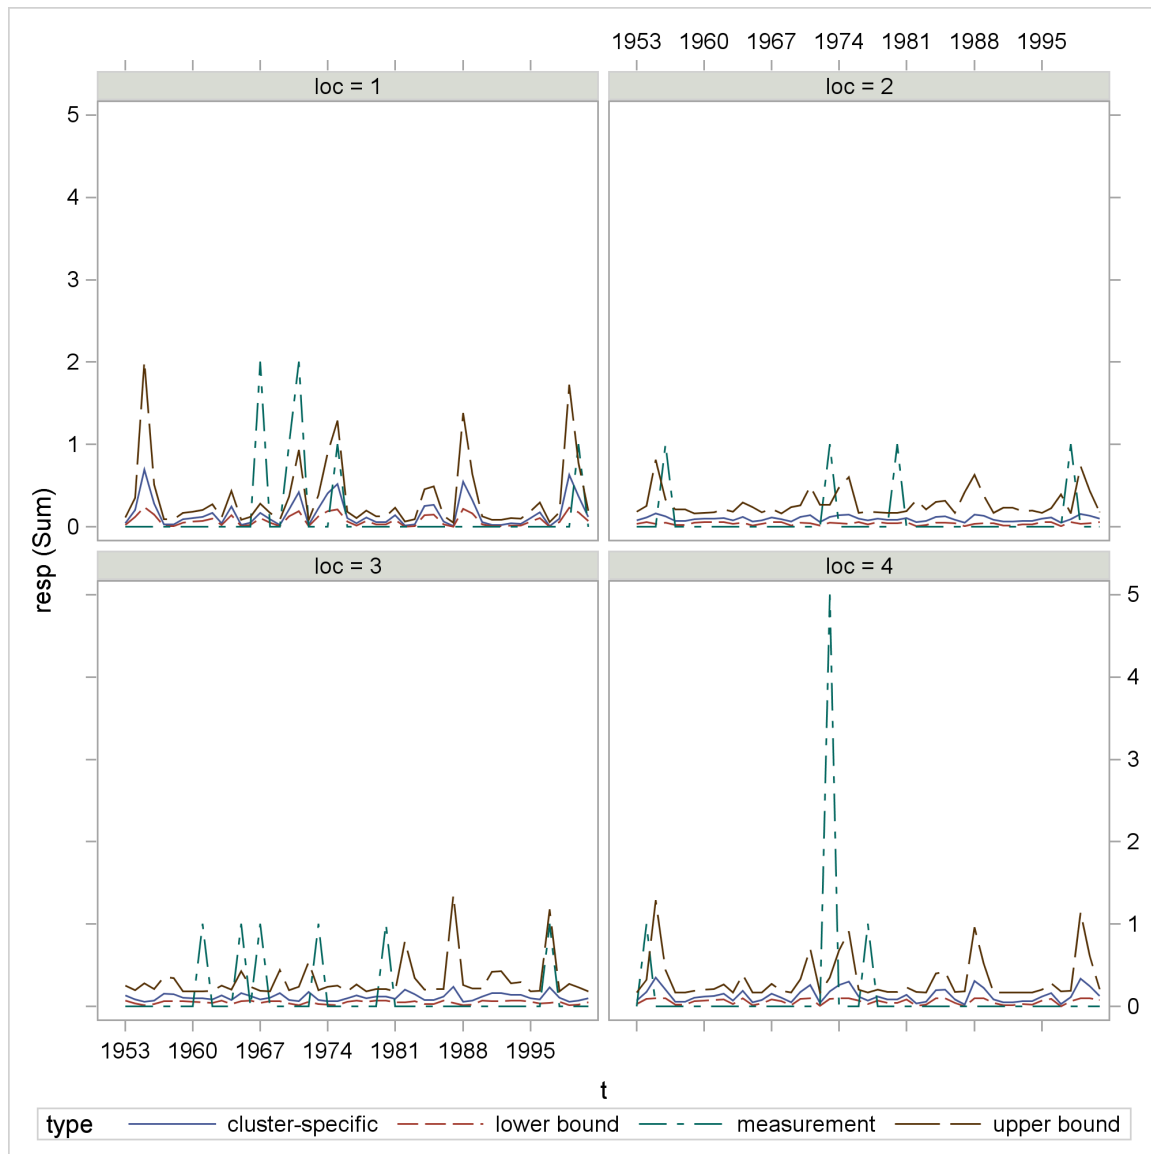 1953 1960 1967 1974 1981 1988 1995
loc = 1 loc = 2
5
4
3
2
1
0
resp (Sum)
loc = 3 loc = 4
5
4
3
2
1
0
1953 1960 1967 1974 1981 1988 1995
t
type cluster-specific lower bound measurement upper bound